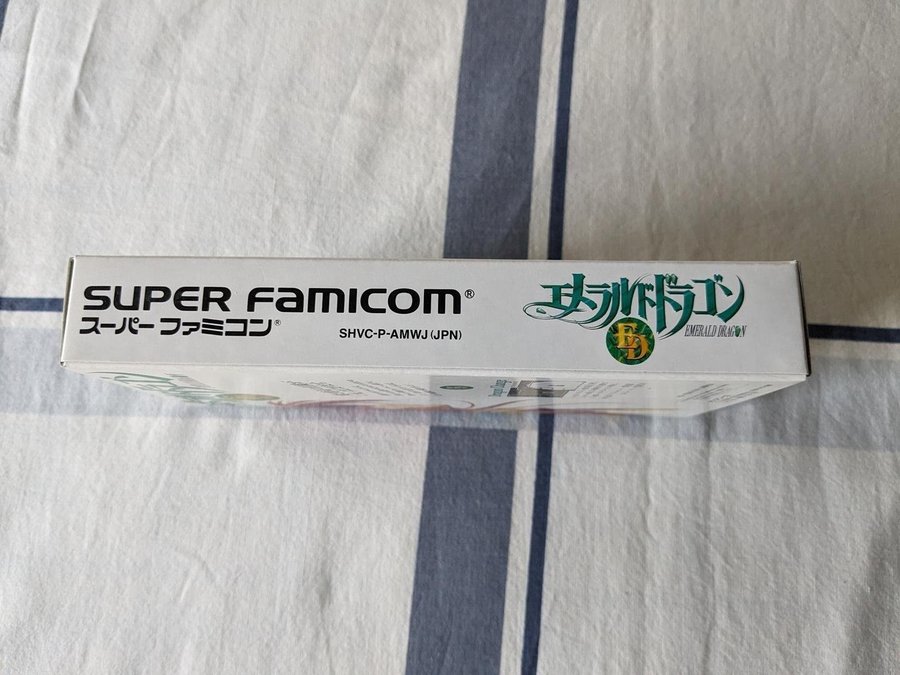 SUPER Famicom®
スーパーファミコン®
SHVC-P-AMWJ(JPN)
エメラルドドラゴン
ED
EMERALD DRAGON